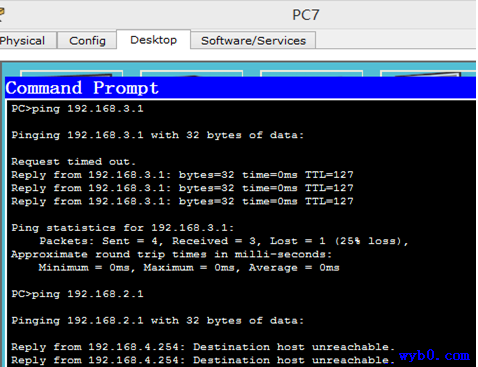 PC7
Physical Config Desktop Software/Services
Command Prompt
PC>ping 192.168.3.1
Pinging 192.168.3.1 with 32 bytes of data:
Request timed out.
Reply from 192.168.3.1: bytes=32 time=0ms TTL=127
Reply from 192.168.3.1: bytes=32 time=0ms TTL=127
Reply from 192.168.3.1: bytes=32 time=0ms TTL=127
Ping statistics for 192.168.3.1:
Packets: Sent = 4, Received = 3, Lost = 1 (25% loss),
Approximate round trip times in milli-seconds:
Minimum = 0ms, Maximum = 0ms, Average = 0ms
PC>ping 192.168.2.1
Pinging 192.168.2.1 with 32 bytes of data:
Reply from 192.168.4.254: Destination host unreachable.
Reply from 192.168.4.254: Destination host unreachable.
wyb0.com